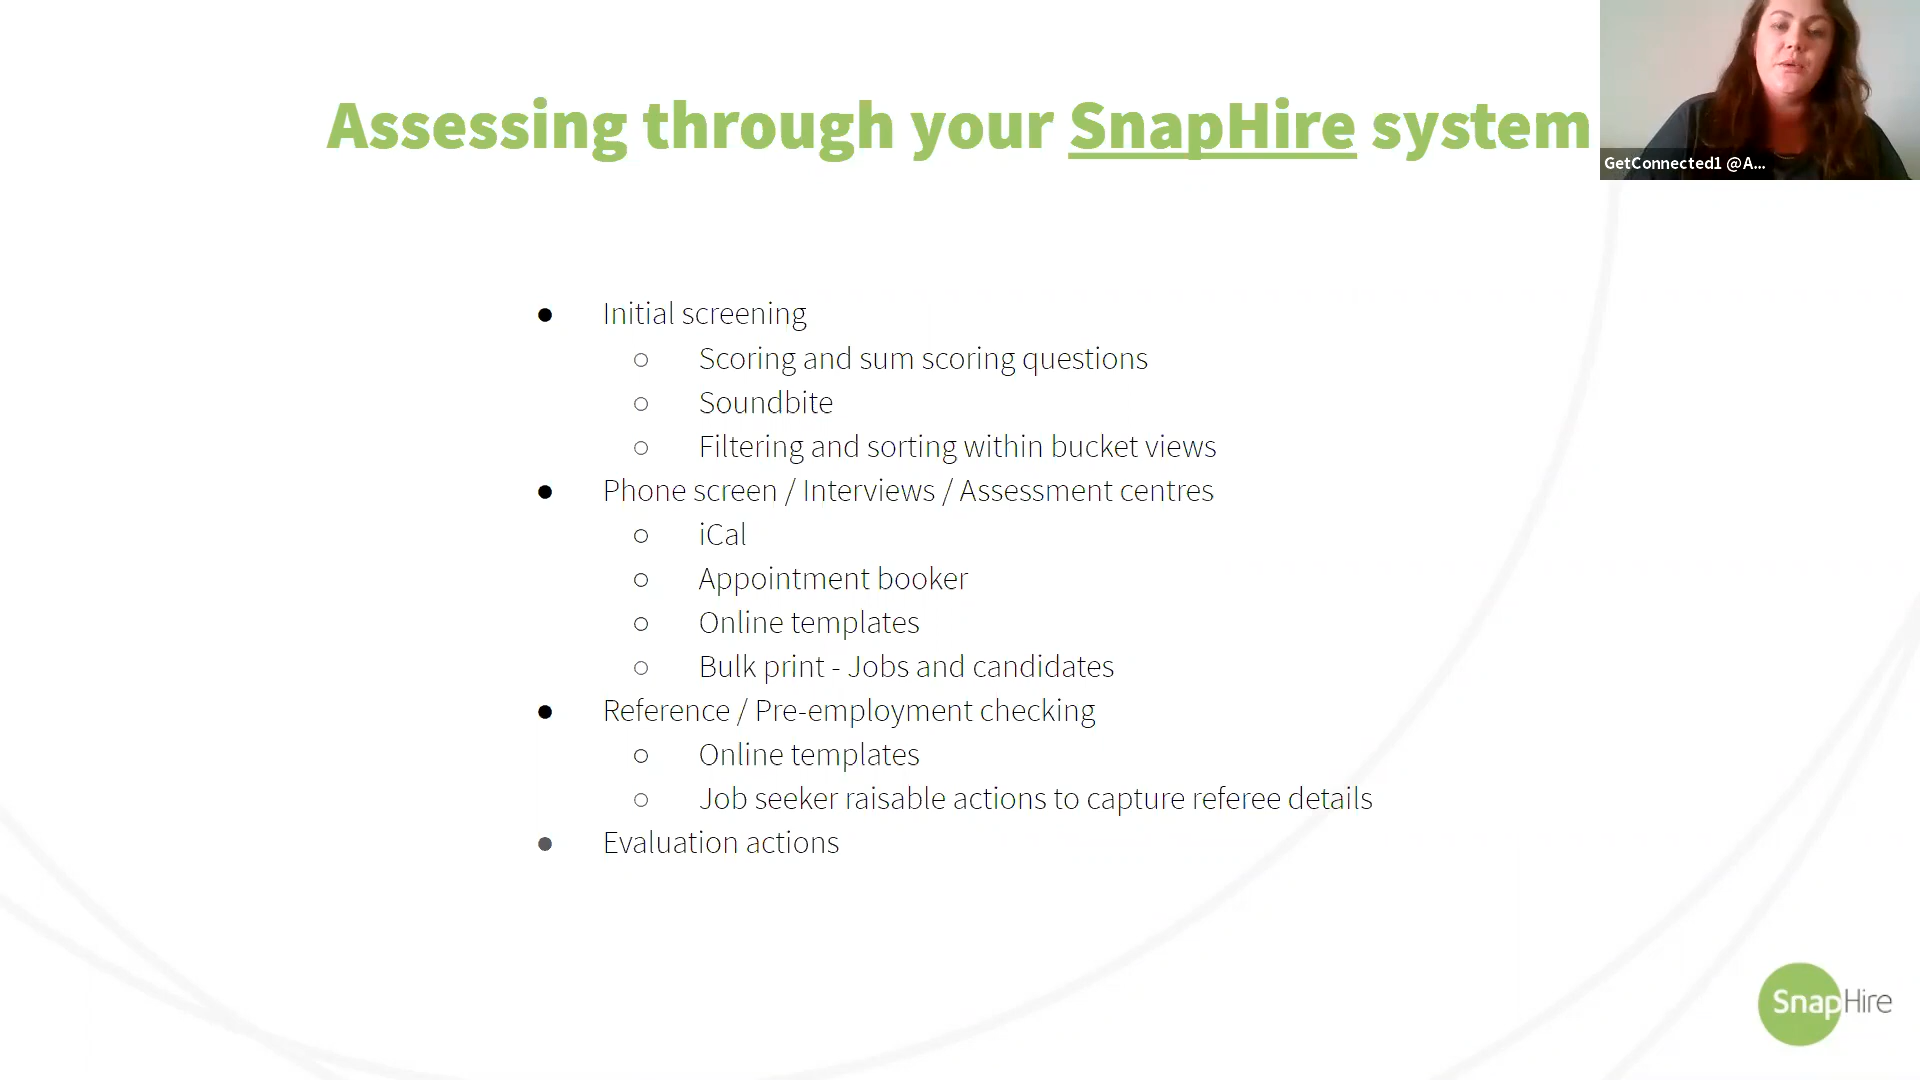 Assessing through your SnapHire system
GetConnected1 @A...
● Initial screening
○ Scoring and sum scoring questions
○ Soundbite
○ Filtering and sorting within bucket views
● Phone screen / Interviews / Assessment centres
○ iCal
○ Appointment booker
○ Online templates
○ Bulk print - Jobs and candidates
● Reference / Pre-employment checking
○ Online templates
○ Job seeker raisable actions to capture referee details
● Evaluation actions
SnapHire